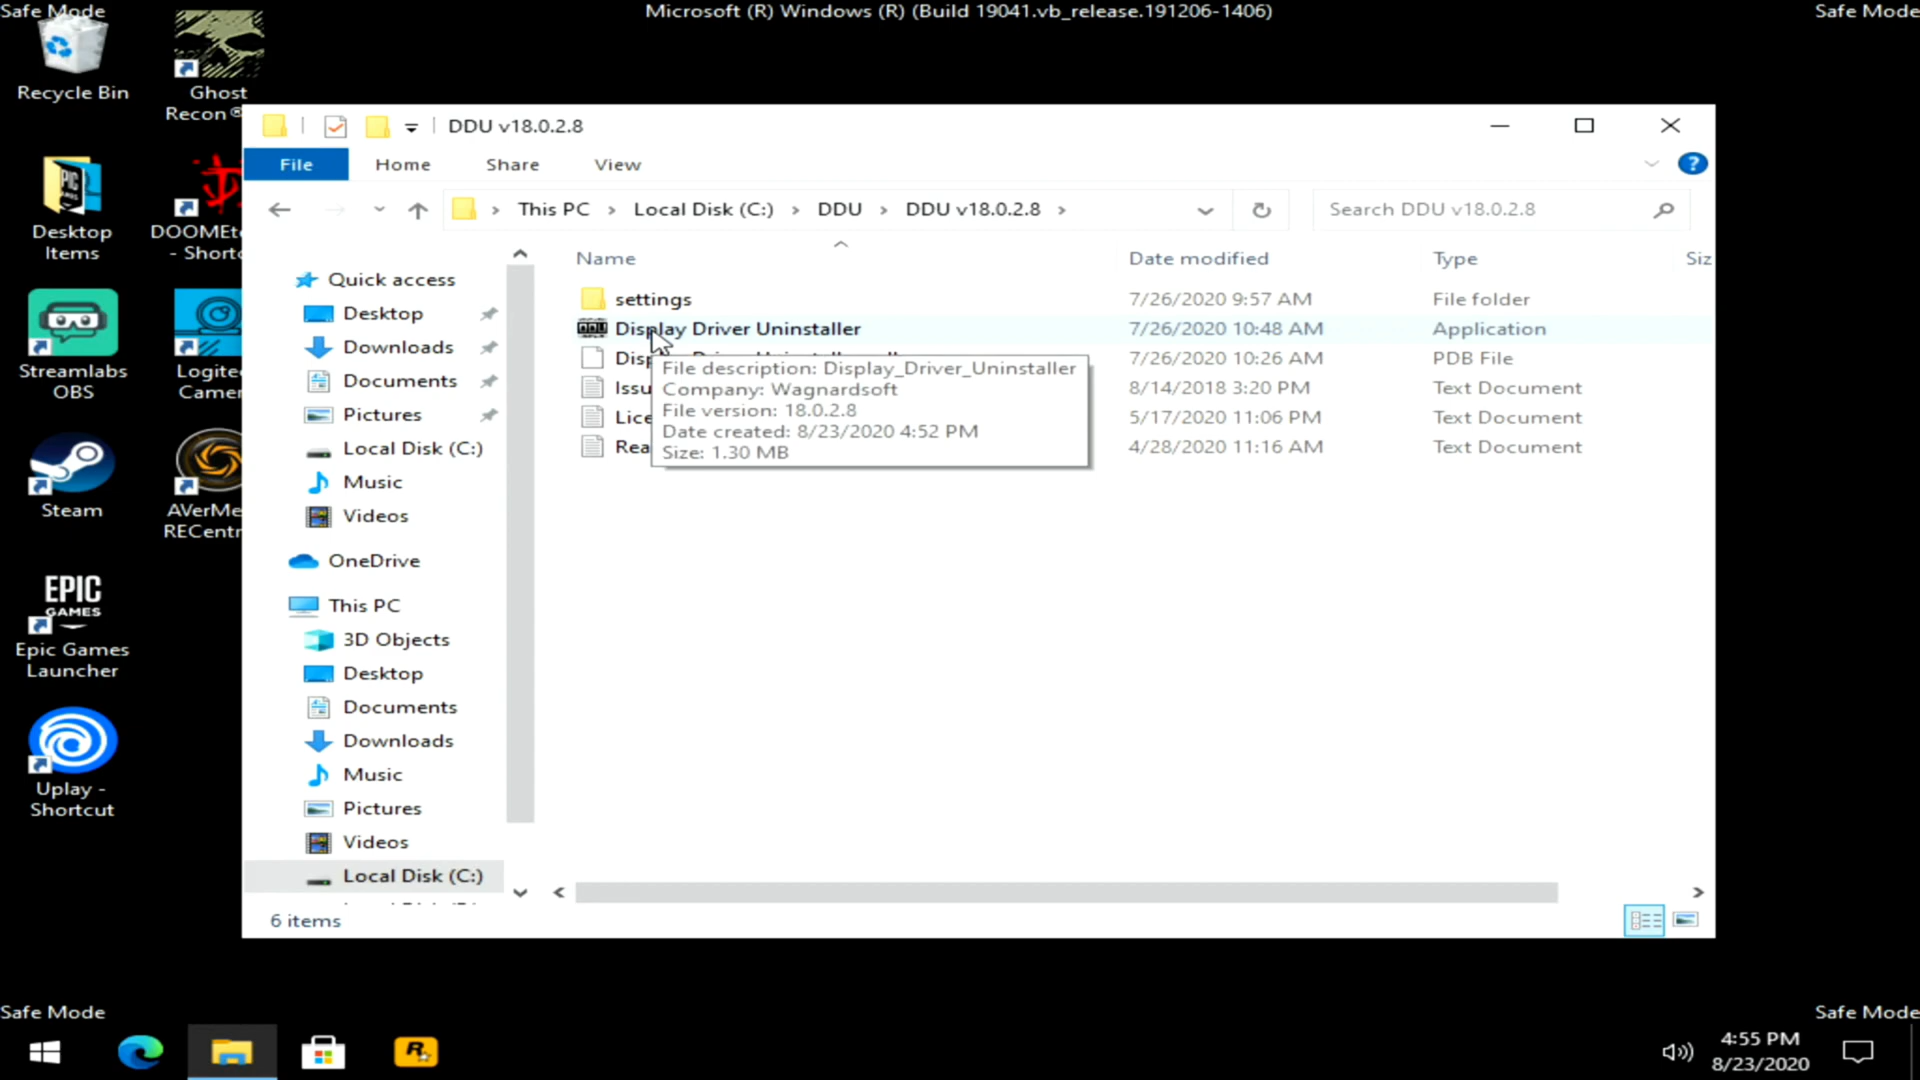 Safe Mode
Microsoft (R) Windows (R) (Build 19041.vb_release.191206-1406)
Safe Mode
Recycle Bin
Ghost
Recon®
Desktop
Items
DOOMEt
- Short
Streamlabs
OBS
Logite
Camer
Steam
AVerMe
RECentr
EPIC
GAMES
Epic Games
Launcher
Uplay -
Shortcut
DDU v18.0.2.8
File
Home
Share
View
?
This PC
Local Disk (C:)
DDU
DDU v18.0.2.8
Search DDU v18.0.2.8
Quick access
Desktop
Downloads
Documents
Pictures
Local Disk (C:)
Music
Videos
OneDrive
This PC
3D Objects
Desktop
Documents
Downloads
Music
Pictures
Videos
Local Disk (C:)
Name
Date modified
Type
Siz
settings
7/26/2020 9:57 AM
File folder
Display Driver Uninstaller
7/26/2020 10:48 AM
Application
7/26/2020 10:26 AM
PDB File
Issu
8/14/2018 3:20 PM
Text Document
Lice
5/17/2020 11:06 PM
Text Document
Rea
4/28/2020 11:16 AM
Text Document
File description: Display_Driver_Uninstaller
Company: Wagnardsoft
File version: 18.0.2.8
Date created: 8/23/2020 4:52 PM
Size: 1.30 MB
6 items
Safe Mode
Safe Mode
4:55 PM
8/23/2020